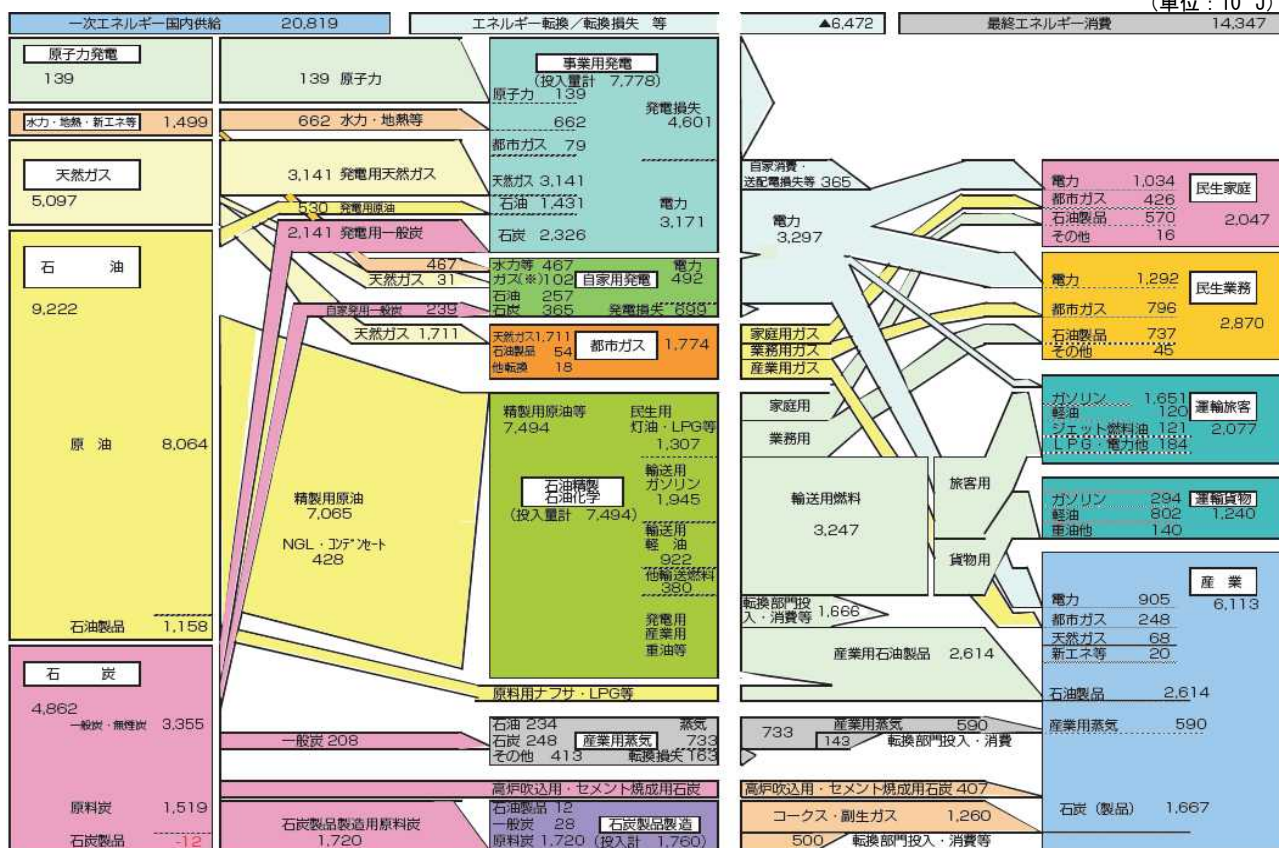 (単位：10 J)
一次エネルギー国内供給 20,819
エネルギー転換／転換損失 等 ▲6,472
最終エネルギー消費 14,347
原子力発電
139
水力・地熱・新エネ等 1,499
天然ガス
5,097
石 油
9,222
原 油 8,064
石油製品 1,158
石 炭
4,862
一般炭・無煙炭 3,355
原料炭 1,519
石炭製品 -12
139 原子力
662 水力・地熱等
3,141 発電用天然ガス
530 発電用原油
2,141 発電用一般炭
467
天然ガス 31
自家発用一般炭 239
天然ガス 1,711
精製用原油
7,065
NGL・コンデンセート
428
一般炭 208
石炭製品製造用原料炭
1,720
事業用発電
(投入量計 7,778)
原子力 139
発電損失
4,601
662
都市ガス 79
天然ガス 3,141
石油 1,431
電力
3,171
石炭 2,326
水力等 467 電力
ガス(※)102 自家用発電 492
石油 257
石炭 365 発電損失 699
天然ガス1,711
石油製品 54 都市ガス 1,774
他転換 18
精製用原油等
7,494
民生用
灯油・LPG等
1,307
輸送用
ガソリン
1,945
石油精製
石油化学
(投入量計 7,494)
輸送用
軽 油
922
他輸送燃料
380
発電用
産業用
重油等
原料用ナフサ・LPG等
石油 234 蒸気
石炭 248 産業用蒸気 733
その他 413 転換損失 163
高炉吹込用・セメント焼成用石炭
石油製品 12
一般炭 28 石炭製品製造
原料炭 1,720 (投入計 1,760)
自家消費・
送配電損失等 365
電力
3,297
家庭用ガス
業務用ガス
産業用ガス
家庭用
業務用
輸送用燃料
3,247
旅客用
貨物用
転換部門投
入・消費等 1,666
産業用石油製品 2,614
733
産業用蒸気 590
143 転換部門投入・消費
高炉吹込用・セメント焼成用石炭 407
コークス・副生ガス 1,260
500 転換部門投入・消費等
電力 1,034 民生家庭
都市ガス 426
石油製品 570 2,047
その他 16
電力 1,292 民生業務
都市ガス 796
2,870
石油製品 737
その他 45
ガソリン 1,651 運輸旅客
軽油 120
ジェット燃料油 121 2,077
LPG・電力他 184
ガソリン 294 運輸貨物
軽油 802 1,240
重油他 140
産 業
6,113
電力 905
都市ガス 248
天然ガス 68
新エネ等 20
石油製品 2,614
産業用蒸気 590
石炭（製品） 1,667